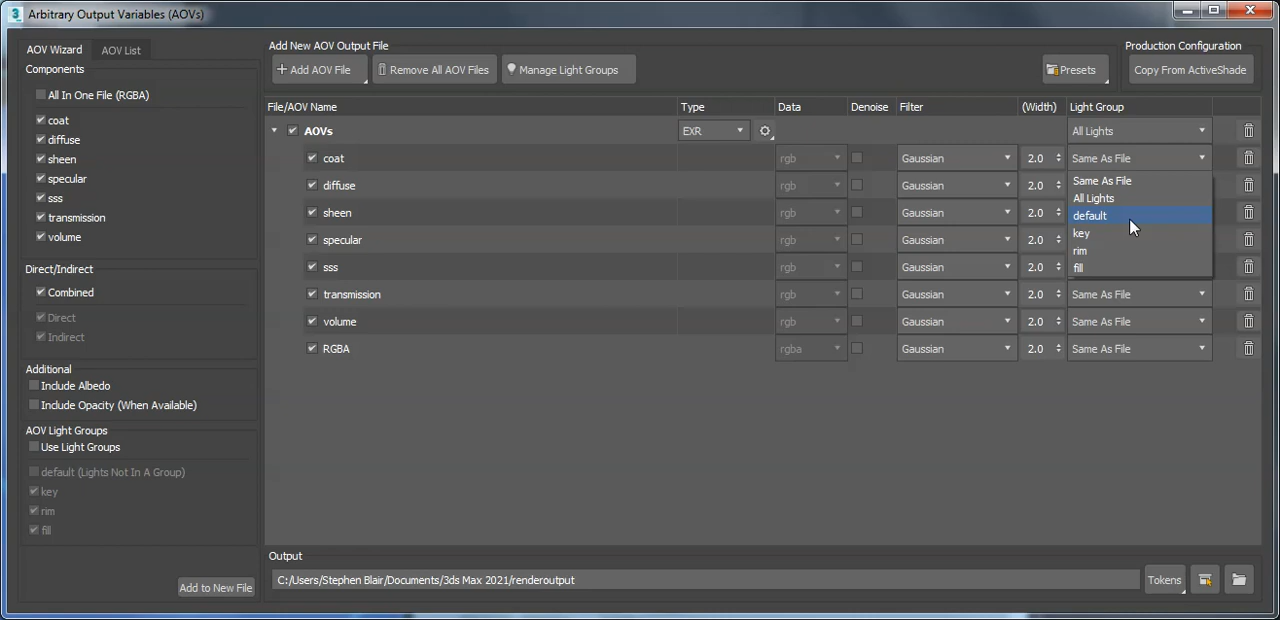 3 Arbitrary Output Variables (AOVs)
AOV Wizard AOV List
Components
All In One File (RGBA)
coat
diffuse
sheen
specular
sss
transmission
volume
Direct/Indirect
Combined
Direct
Indirect
Additional
Include Albedo
Include Opacity (When Available)
AOV Light Groups
Use Light Groups
default (Lights Not In A Group)
key
rim
fill
Add to New File
Add New AOV Output File
+ Add AOV File Remove All AOV Files Manage Light Groups Presets
Production Configuration
Copy From ActiveShade
File/AOV Name Type Data Denoise Filter (Width) Light Group
AOVs EXR All Lights
coat rgb Gaussian 2.0 Same As File
diffuse rgb Gaussian 2.0
sheen rgb Gaussian 2.0
specular rgb Gaussian 2.0
sss rgb Gaussian 2.0
transmission rgb Gaussian 2.0 Same As File
volume rgb Gaussian 2.0 Same As File
RGBA rgba Gaussian 2.0 Same As File
Same As File
All Lights
default
key
rim
fill
Output
C:/Users/Stephen Blair/Documents/3ds Max 2021/renderoutput Tokens